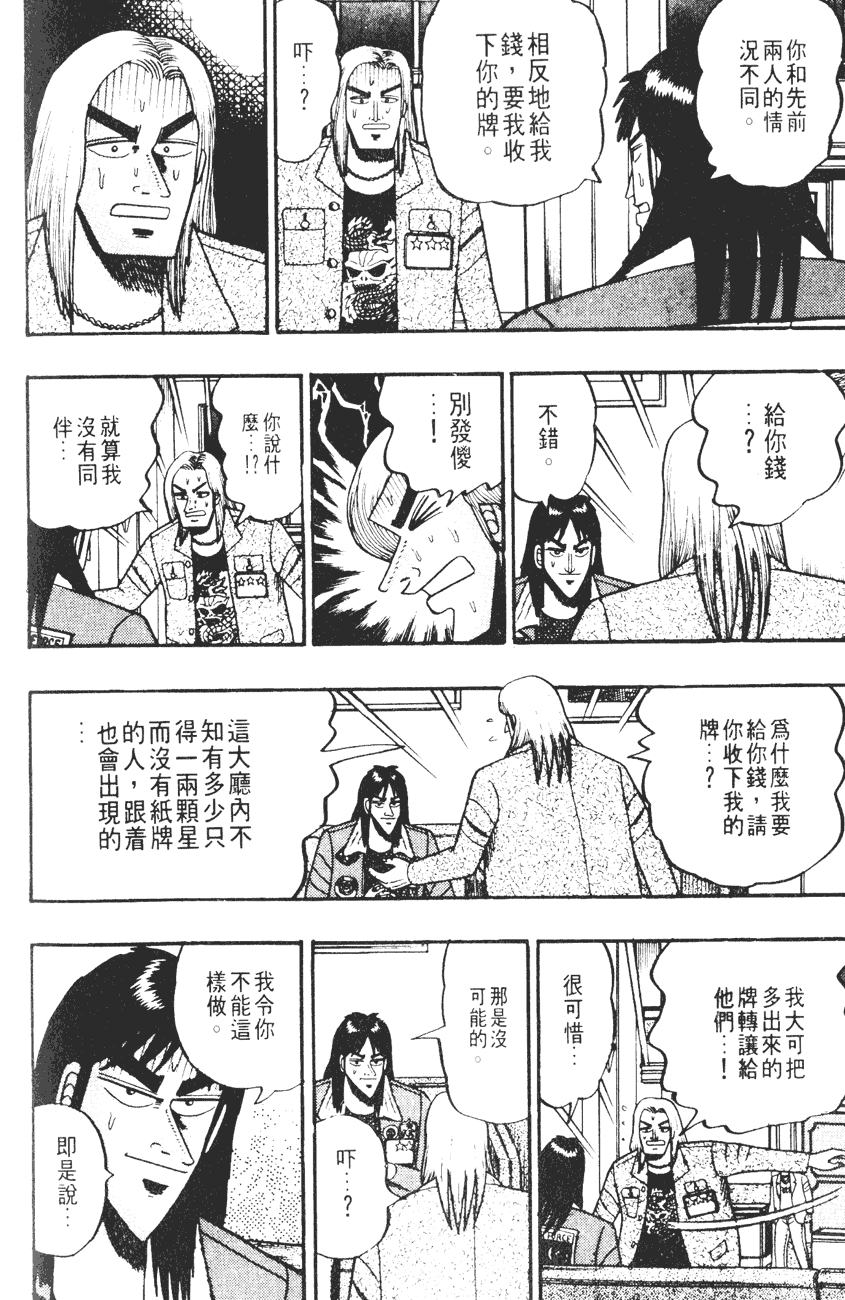 你和先前
兩人的情
況不同。
相反地給我
錢，要我收
下你的牌。
吓…?
給你錢
…?
不錯。
別發傻
…!
你說什
麼…!?
就算我
沒有同
伴…
爲什麼我要
給你錢，請
你收下我的
牌…?
這大廳內不
知有多少只
得一兩顆星
而沒有紙牌
的人，跟着
也會出現的
…
我大可把
多出來的
牌轉讓給
他們…!
很可惜…
那是沒
可能的。
吓…?
我令你
不能這
樣做。
即是說…